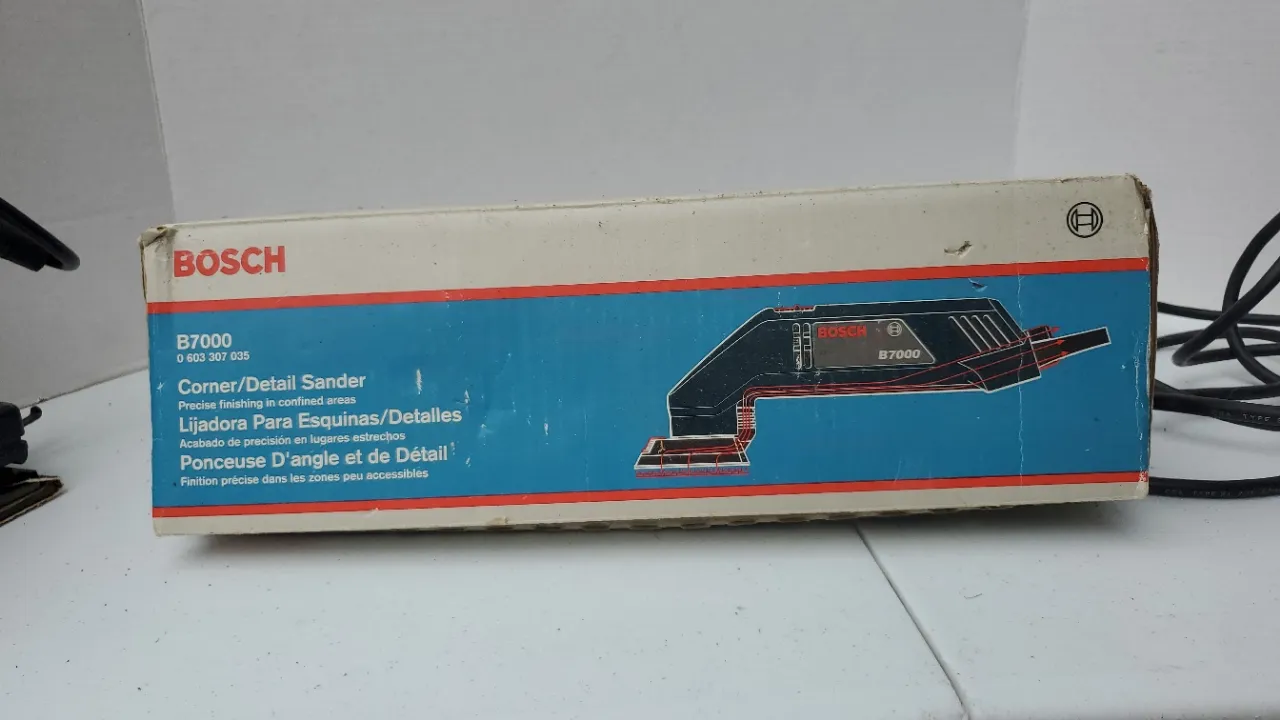 BOSCH
B7000
0 603 307 035
Corner/Detail Sander
Precise finishing in confined areas
Lijadora Para Esquinas/Detalles
Acabado de precisión en lugares estrechos
Ponceuse D'angle et de Détail
Finition précise dans les zones peu accessibles
BOSCH
B7000